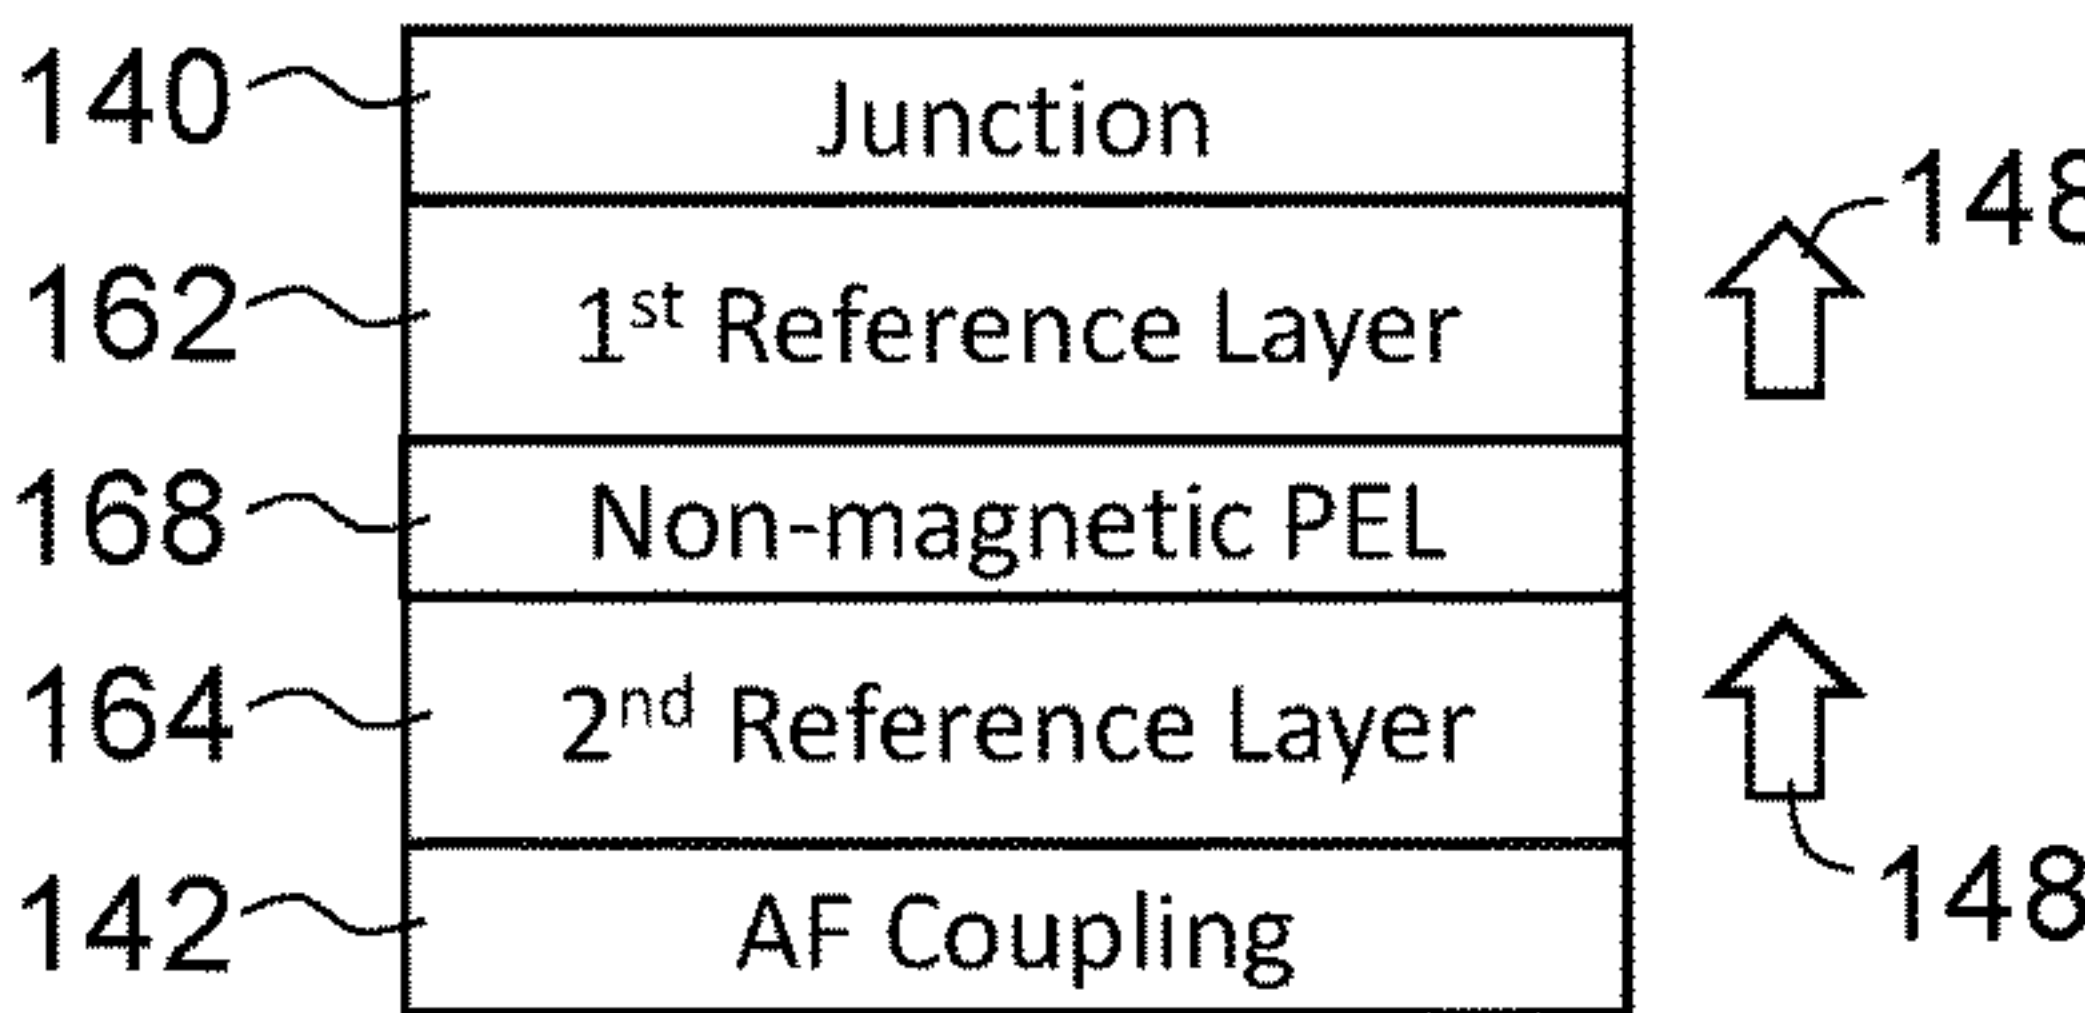 140 Junction
148
162 1st Reference Layer
168 Non-magnetic PEL
164 2nd Reference Layer
148
142 AF Coupling